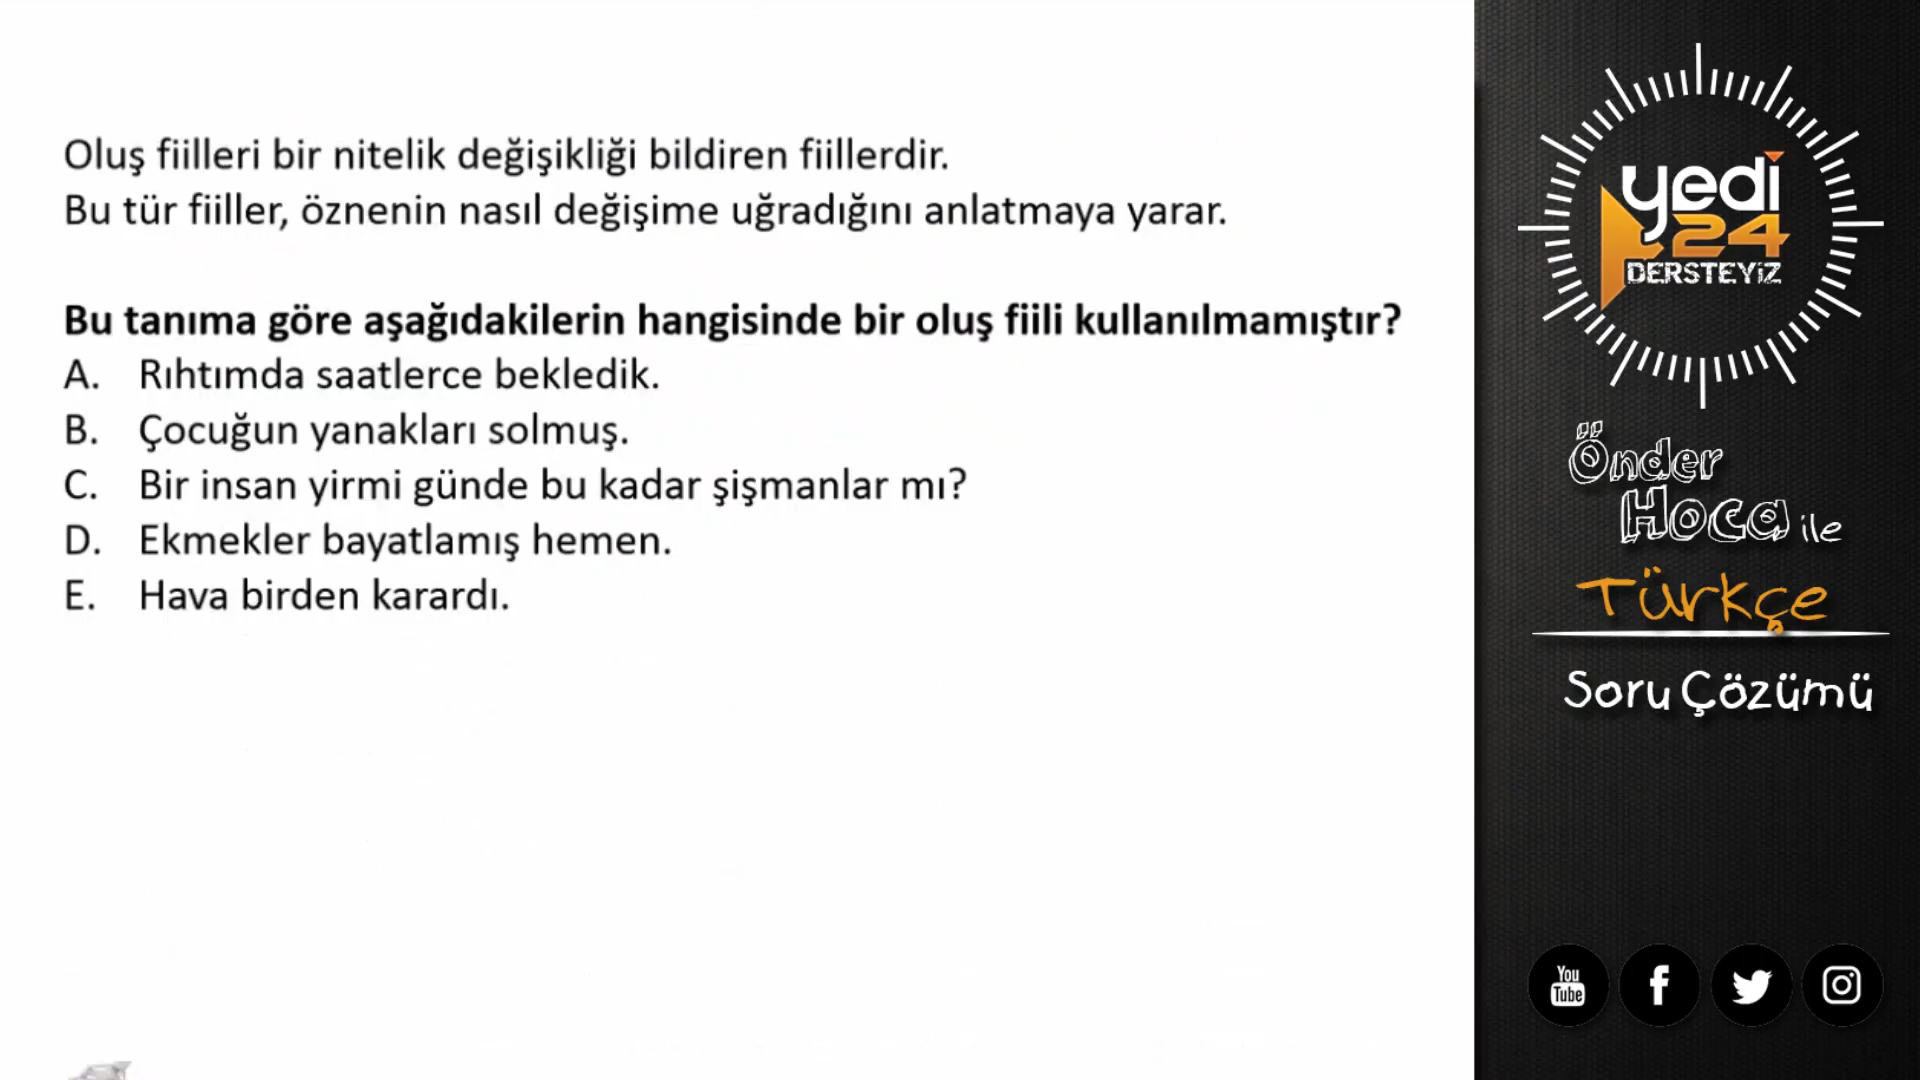 Oluş fiilleri bir nitelik değişikliği bildiren fiillerdir.
Bu tür fiiller, öznenin nasıl değişime uğradığını anlatmaya yarar.
Bu tanıma göre aşağıdakilerin hangisinde bir oluş fiili kullanılmamıştır?
A. Rıhtımda saatlerce bekledik.
B. Çocuğun yanakları solmuş.
C. Bir insan yirmi günde bu kadar şişmanlar mı?
D. Ekmekler bayatlamış hemen.
E. Hava birden karardı.
yedi
24
DERSTEYİZ
Önder
Hoca ile
Türkçe
Soru Çözümü
You
Tube